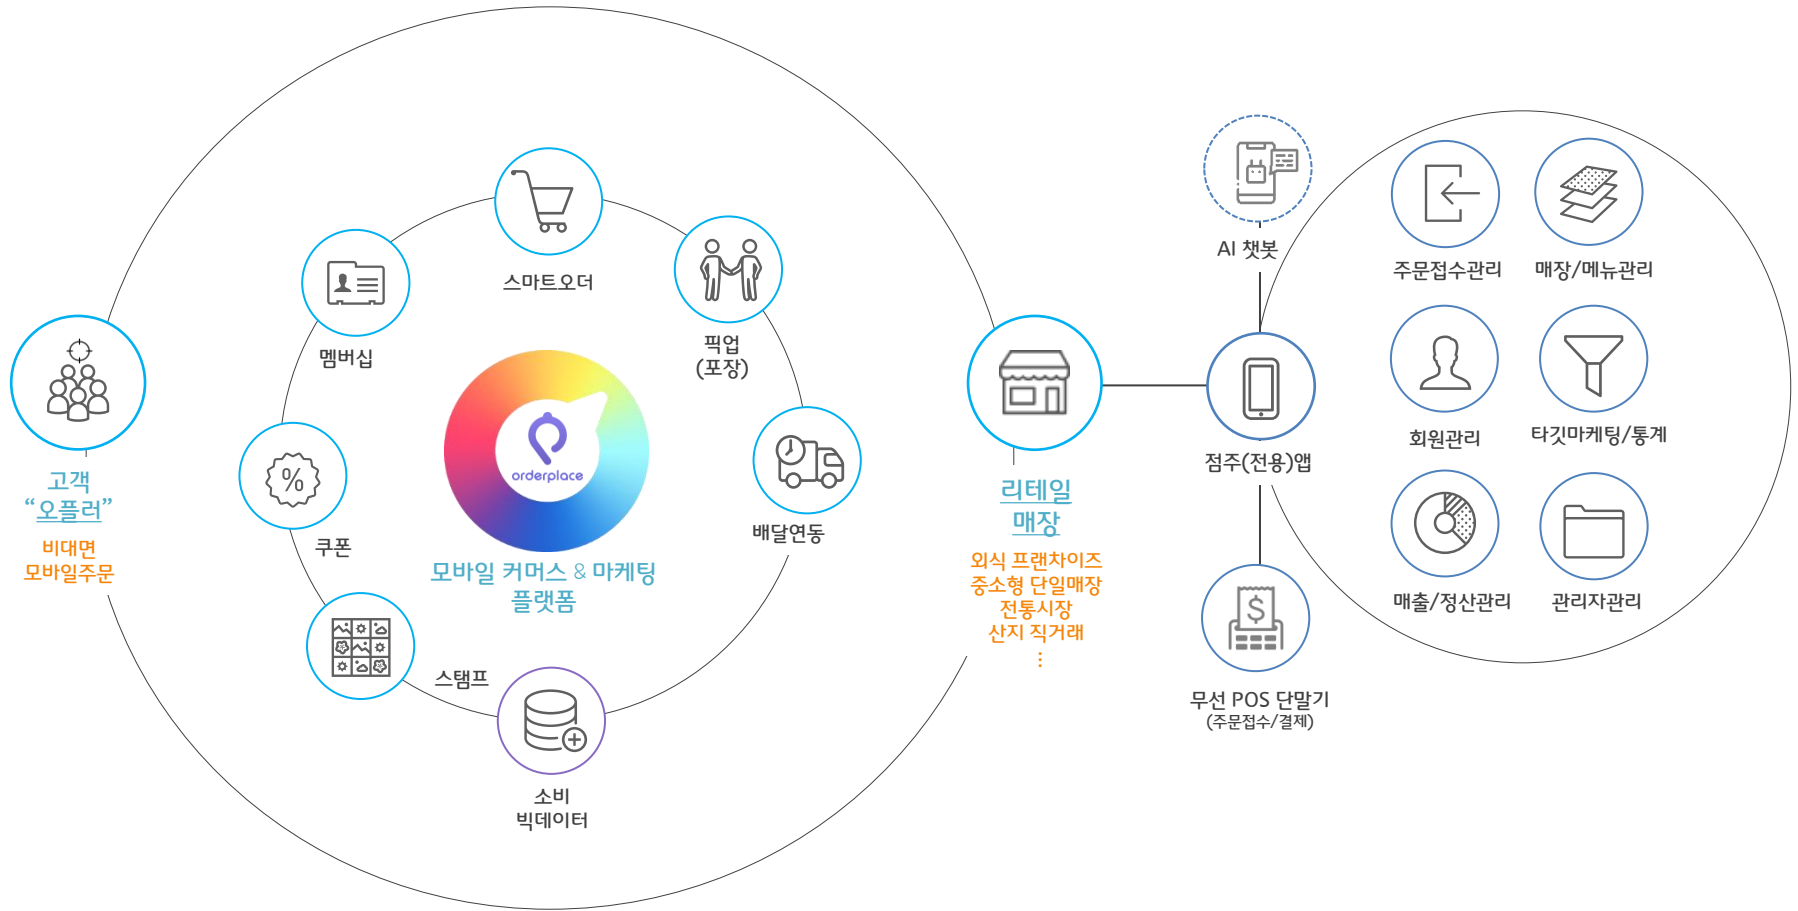 고객
“오플러”
비대면
모바일주문
스마트오더
멤버십
픽업
(포장)
쿠폰
%
배달연동
스탬프
소비
빅데이터
orderplace
모바일 커머스 & 마케팅
플랫폼
리테일
매장
외식 프랜차이즈
중소형 단일매장
전통시장
산지 직거래
⋮
AI 챗봇
점주(전용)앱
$
무선 POS 단말기
(주문접수/결제)
주문접수관리
매장/메뉴관리
회원관리
타깃마케팅/통계
매출/정산관리
관리자관리